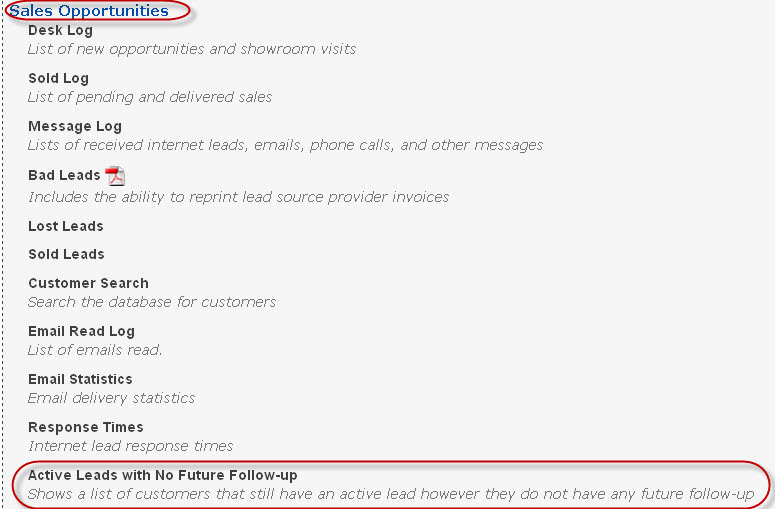 Sales Opportunities
Desk Log
List of new opportunities and showroom visits
Sold Log
List of pending and delivered sales
Message Log
Lists of received internet leads, emails, phone calls, and other messages
Bad Leads
Includes the ability to reprint lead source provider invoices
Lost Leads
Sold Leads
Customer Search
Search the database for customers
Email Read Log
List of emails read.
Email Statistics
Email delivery statistics
Response Times
Internet lead response times
Active Leads with No Future Follow-up
Shows a list of customers that still have an active lead however they do not have any future follow-up